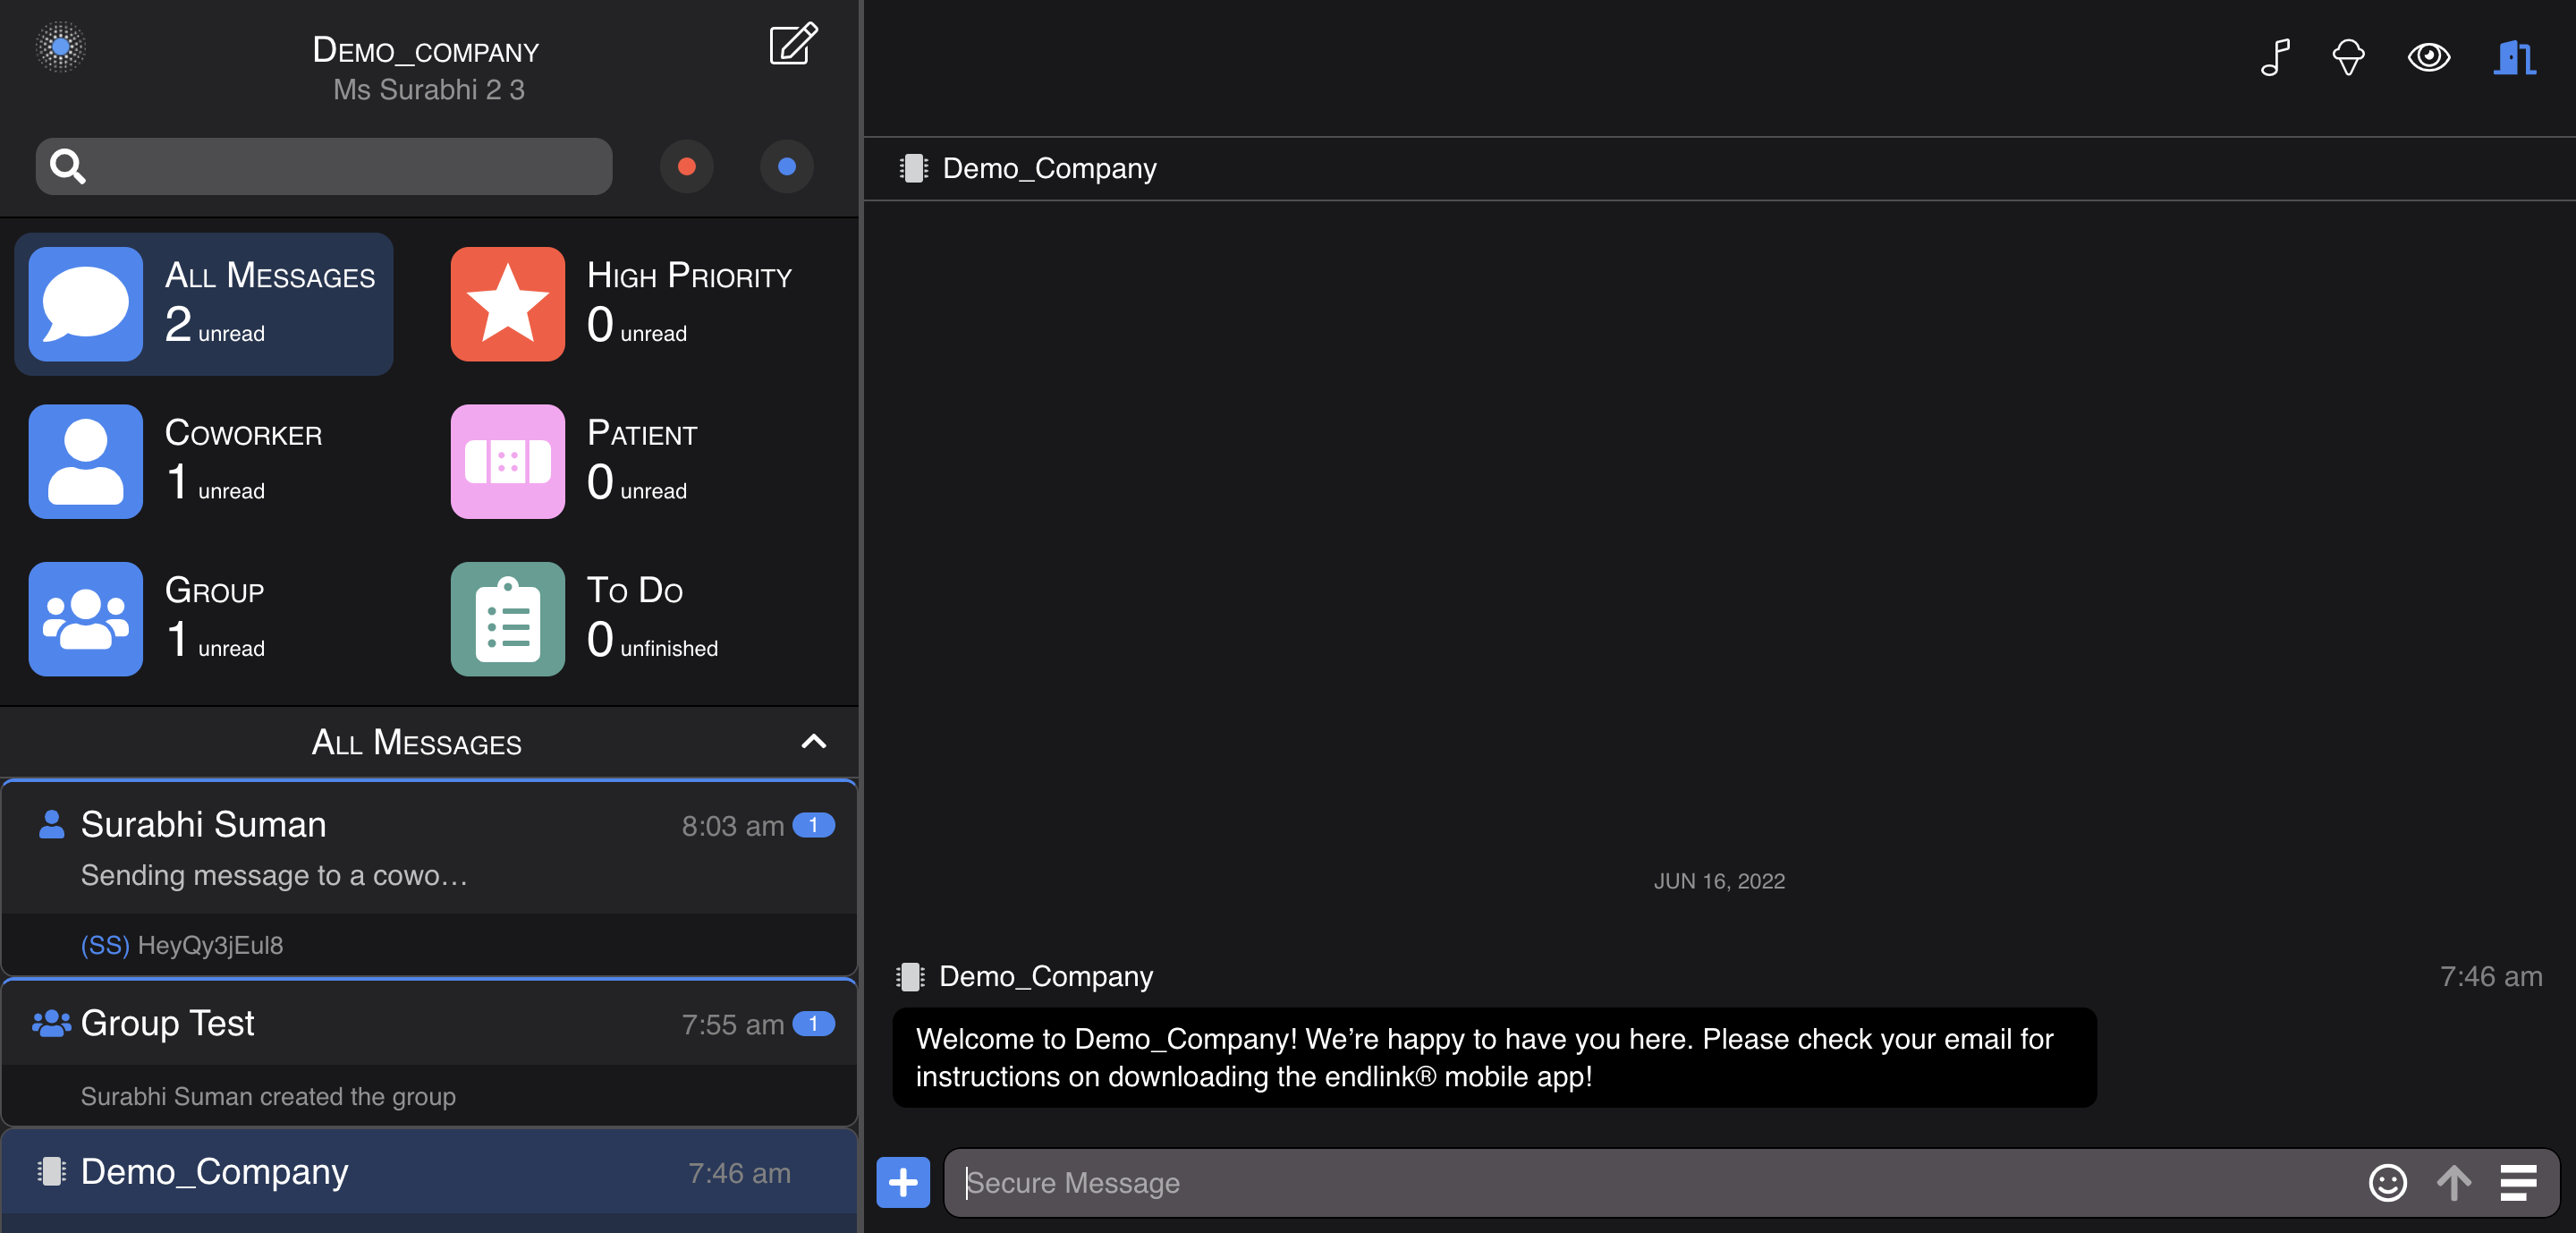 Demo_company
Ms Surabhi 2 3
All Messages
2 unread
High Priority
0 unread
Coworker
1 unread
Patient
0 unread
Group
1 unread
To Do
0 unfinished
All Messages
Surabhi Suman
8:03 am
1
Sending message to a cowo…
(SS) HeyQy3jEul8
Group Test
7:55 am
1
Surabhi Suman created the group
Demo_Company
7:46 am
Demo_Company
JUN 16, 2022
Demo_Company
7:46 am
Welcome to Demo_Company! We’re happy to have you here. Please check your email for
instructions on downloading the endlink® mobile app!
Secure Message